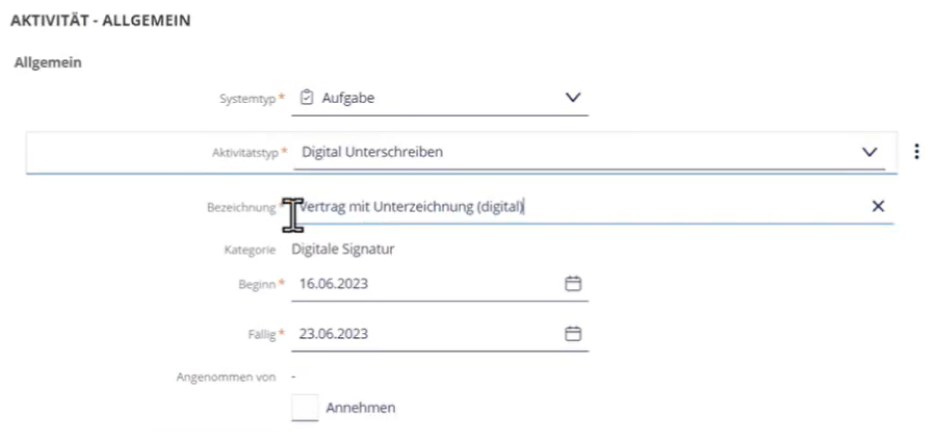 AKTIVITÄT - ALLGEMEIN
Allgemein
Systemtyp * Aufgabe
Aktivitätstyp * Digital Unterschreiben
Bezeichnung * Vertrag mit Unterzeichnung (digital)
Kategorie Digitale Signatur
Beginn * 16.06.2023
Fällig * 23.06.2023
Angenommen von -
Annehmen